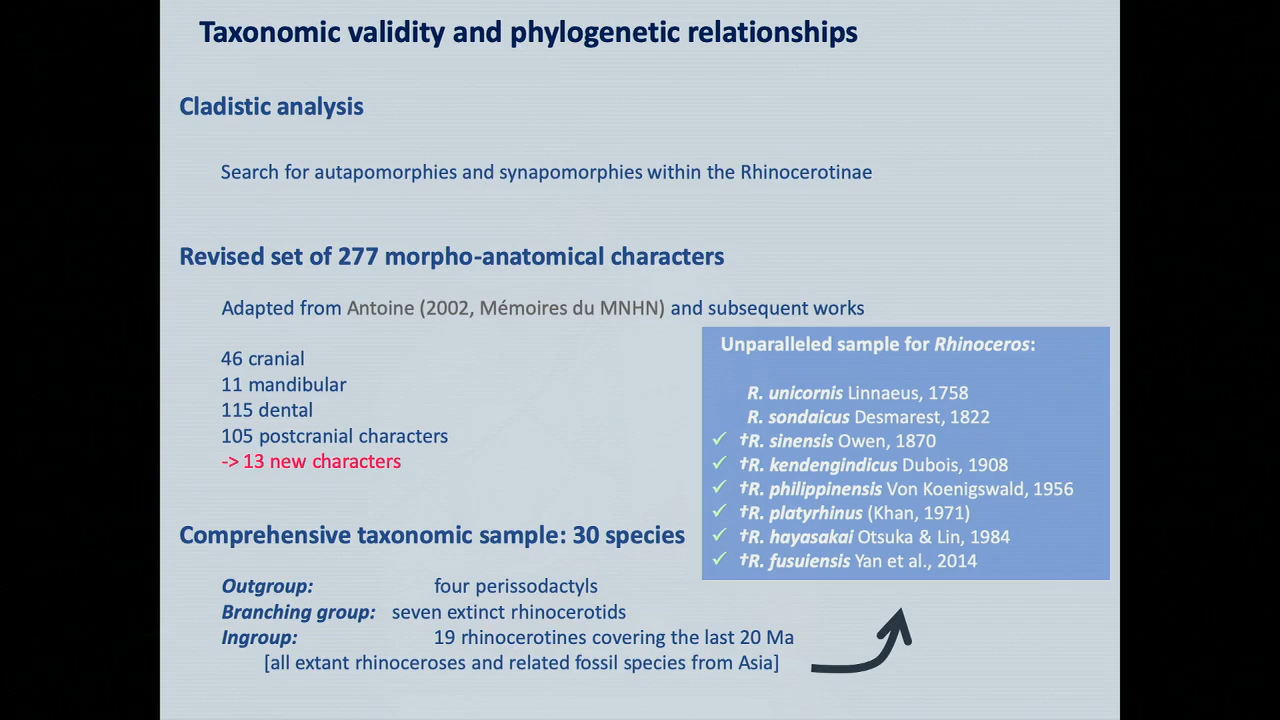 Taxonomic validity and phylogenetic relationships
Cladistic analysis
Search for autapomorphies and synapomorphies within the Rhinocerotinae
Revised set of 277 morpho-anatomical characters
Adapted from Antoine (2002, Mémoires du MNHN) and subsequent works
46 cranial
11 mandibular
115 dental
105 postcranial characters
-> 13 new characters
Unparalleled sample for Rhinoceros:
R. unicornis Linnaeus, 1758
R. sondaicus Desmarest, 1822
✓ †R. sinensis Owen, 1870
✓ †R. kendengindicus Dubois, 1908
✓ †R. philippinensis Von Koenigswald, 1956
✓ †R. platyrhinus (Khan, 1971)
✓ †R. hayasakai Otsuka & Lin, 1984
✓ †R. fusuiensis Yan et al., 2014
Comprehensive taxonomic sample: 30 species
Outgroup: four perissodactyls
Branching group: seven extinct rhinocerotids
Ingroup: 19 rhinocerotines covering the last 20 Ma
[all extant rhinoceroses and related fossil species from Asia]